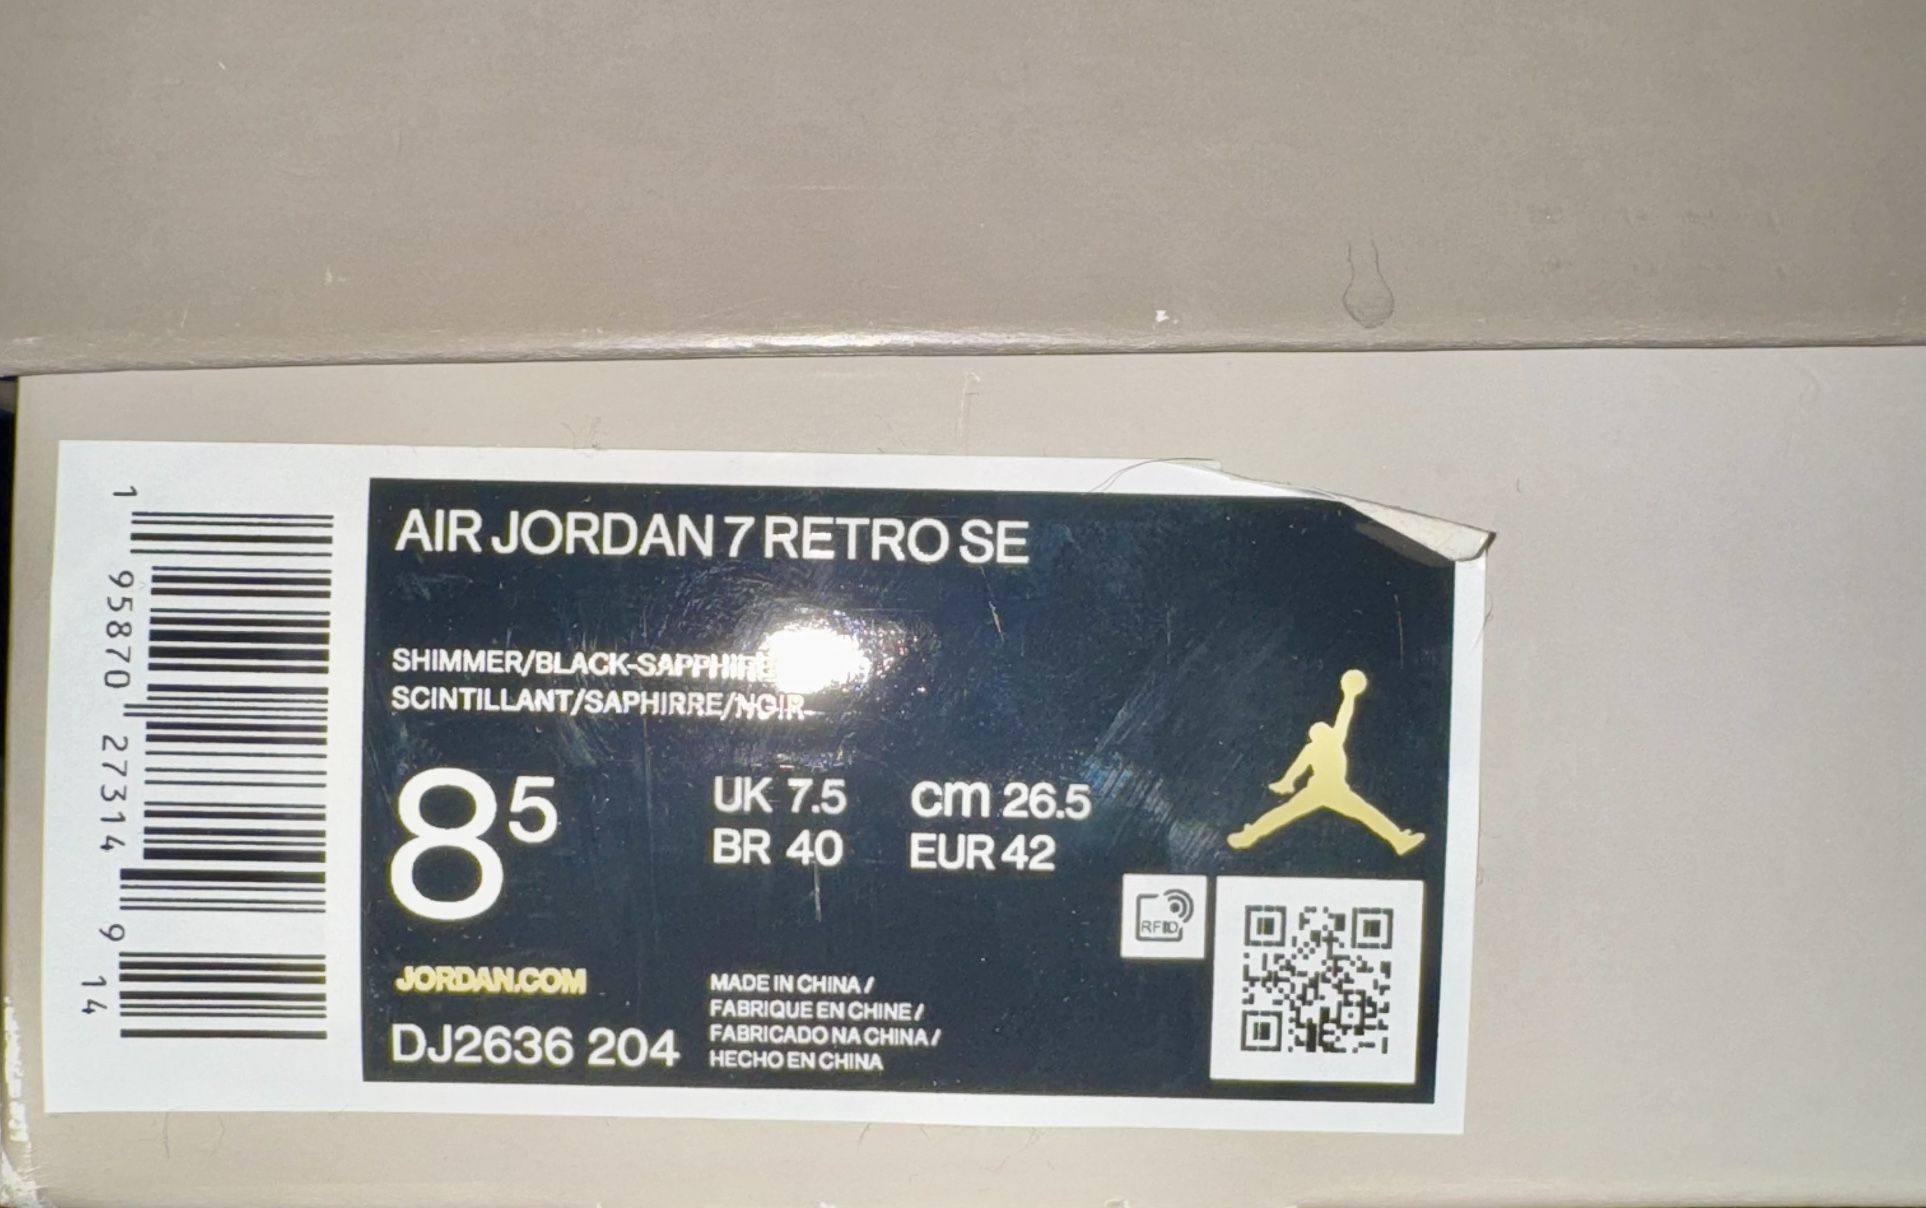 1 95870 27314 9 14
AIR JORDAN 7 RETRO SE
SHIMMER/BLACK-SAPPHIRE
SCINTILLANT/SAPHIRRE/NOIR
8⁵
UK 7.5 cm 26.5
BR 40 EUR 42
RFID
JORDAN.COM
DJ2636 204
MADE IN CHINA /
FABRIQUE EN CHINE /
FABRICADO NA CHINA /
HECHO EN CHINA